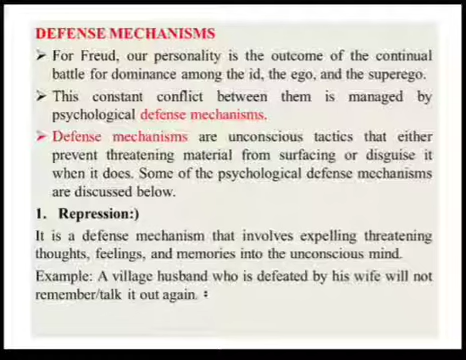 DEFENSE MECHANISMS
➢ For Freud, our personality is the outcome of the continual
battle for dominance among the id, the ego, and the superego.
➢ This constant conflict between them is managed by
psychological defense mechanisms.
➢ Defense mechanisms are unconscious tactics that either
prevent threatening material from surfacing or disguise it
when it does. Some of the psychological defense mechanisms
are discussed below.
1. Repression:)
It is a defense mechanism that involves expelling threatening
thoughts, feelings, and memories into the unconscious mind.
Example: A village husband who is defeated by his wife will not
remember/talk it out again. :